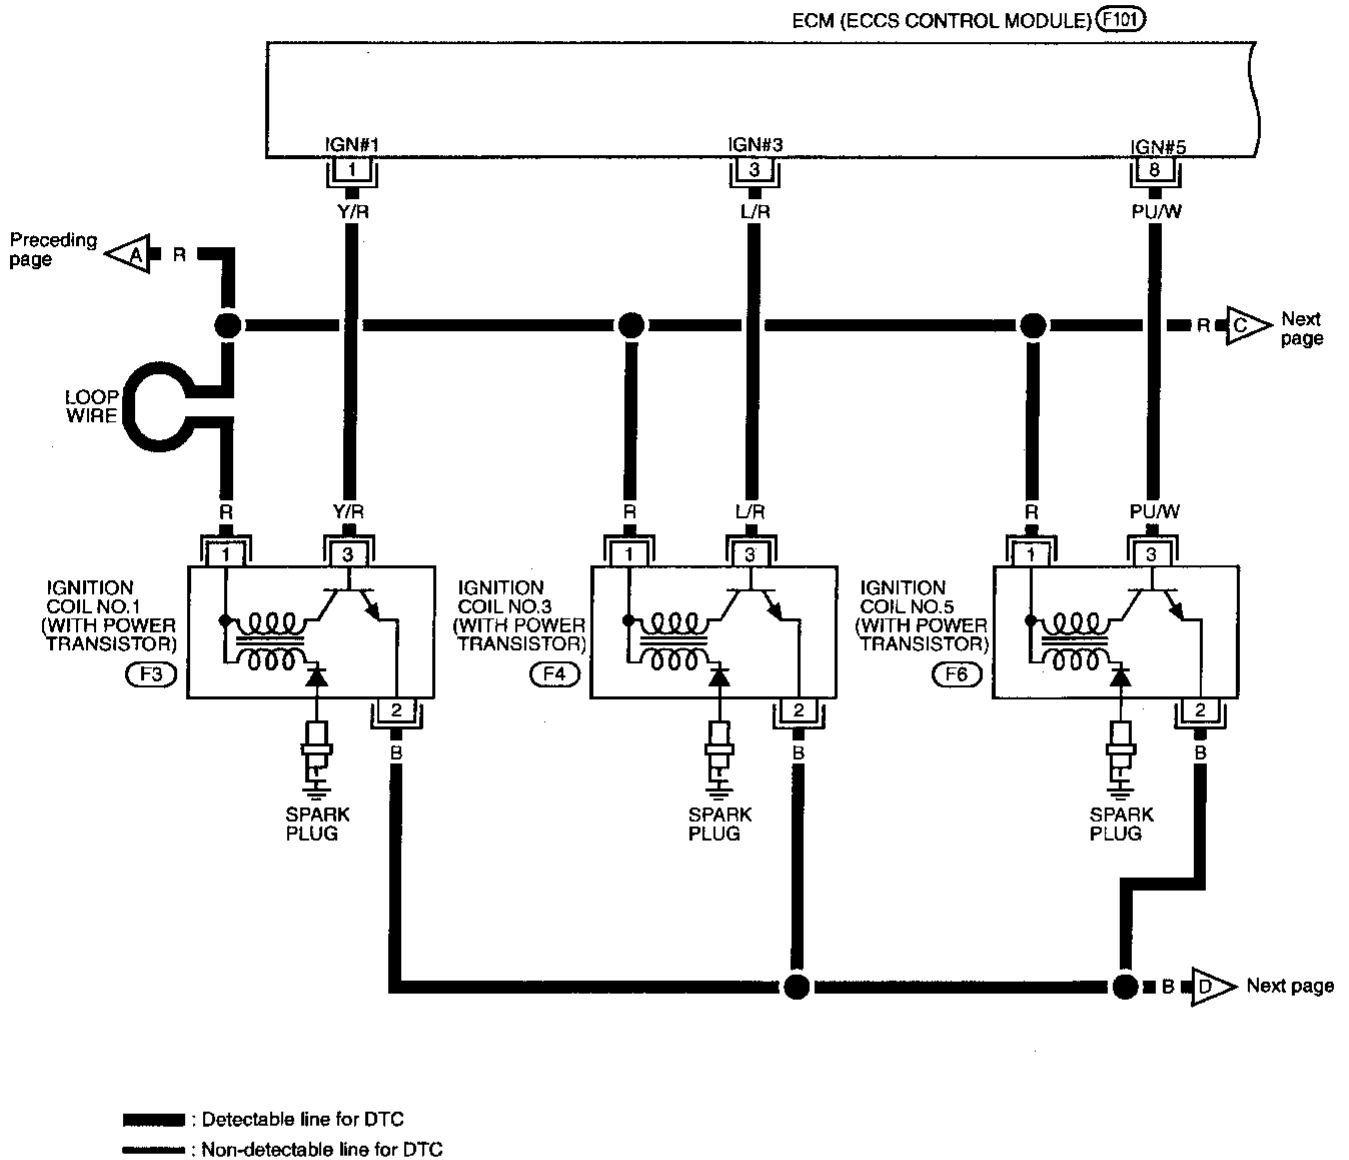 ECM (ECCS CONTROL MODULE) F101
IGN#1 IGN#3 IGN#5
1 3 8
Y/R L/R PU/W
Preceding
page
A R
R C
Next
page
LOOP
WIRE
R Y/R R L/R R PU/W
1 3 1 3 1 3
IGNITION
COIL NO.1
(WITH POWER
TRANSISTOR)
F3
IGNITION
COIL NO.3
(WITH POWER
TRANSISTOR)
F4
IGNITION
COIL NO.5
(WITH POWER
TRANSISTOR)
F6
2 2 2
B B B
SPARK
PLUG
SPARK
PLUG
SPARK
PLUG
B D Next page
: Detectable line for DTC
: Non-detectable line for DTC